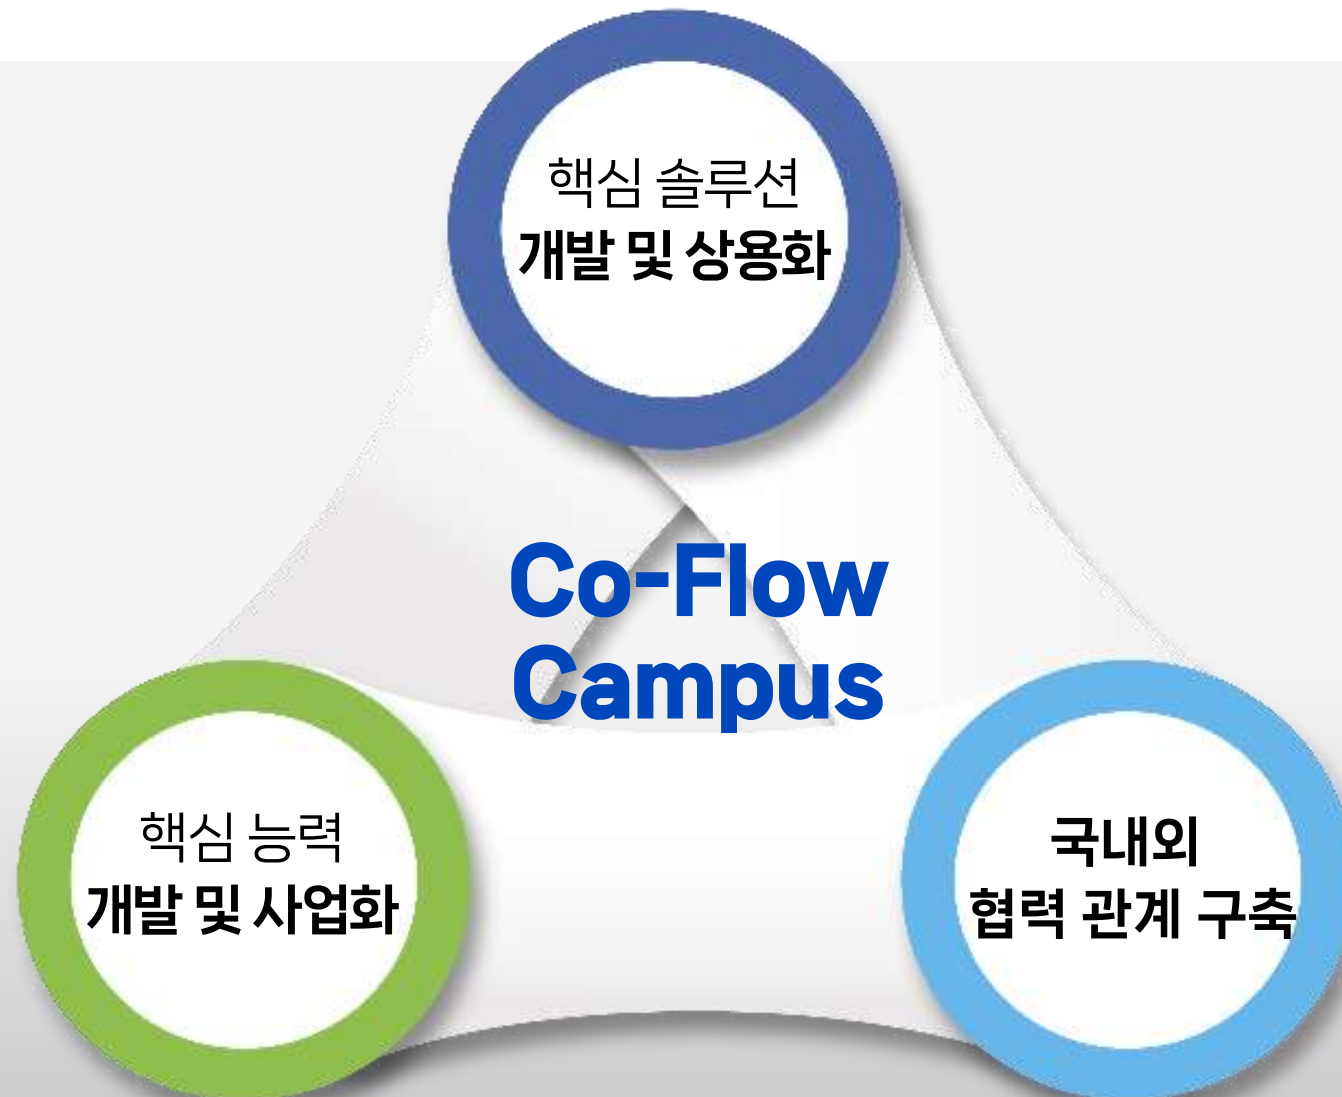 핵심 솔루션
개발 및 상용화
Co-Flow
Campus
핵심 능력
개발 및 사업화
국내외
협력 관계 구축